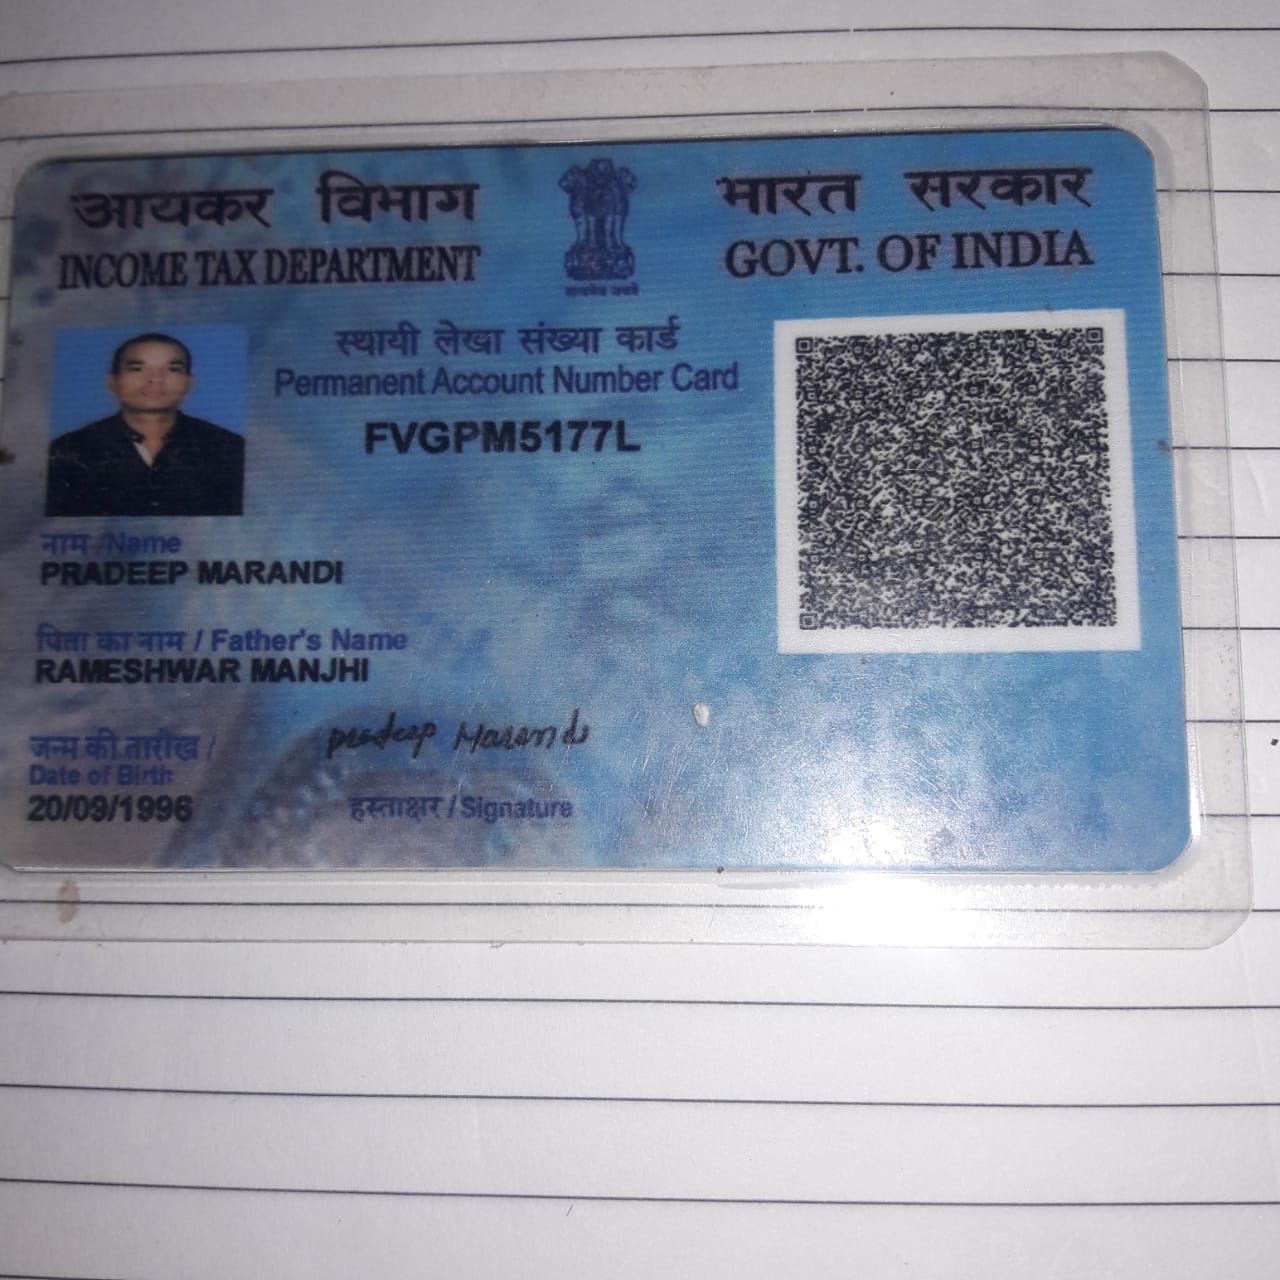 आयकर विभाग
INCOME TAX DEPARTMENT
सत्यमेव जयते
भारत सरकार
GOVT. OF INDIA
स्थायी लेखा संख्या कार्ड
Permanent Account Number Card
FVGPM5177L
नाम /Name
PRADEEP MARANDI
पिता का नाम / Father's Name
RAMESHWAR MANJHI
जन्म की तारीख /
Date of Birth
20/09/1996
pradeep Marandi
हस्ताक्षर / Signature